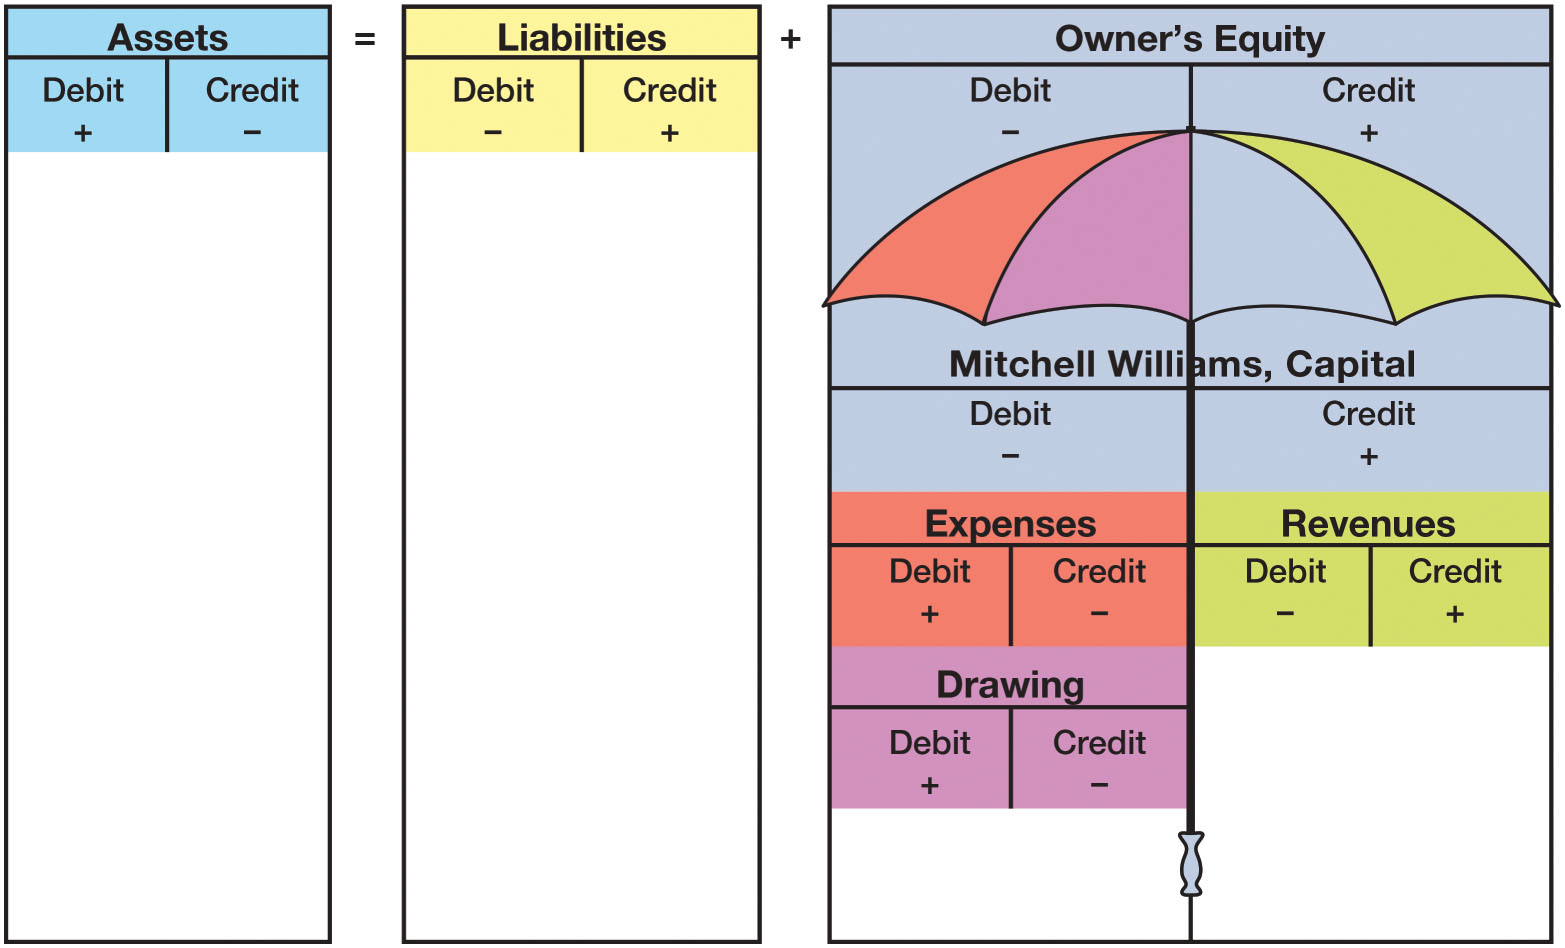 Assets = Liabilities + Owner's Equity
Debit Credit Debit Credit Debit Credit
+ − − + − +
Mitchell Williams, Capital
Debit Credit
− +
Expenses Revenues
Debit Credit Debit Credit
+ − − +
Drawing
Debit Credit
+ −